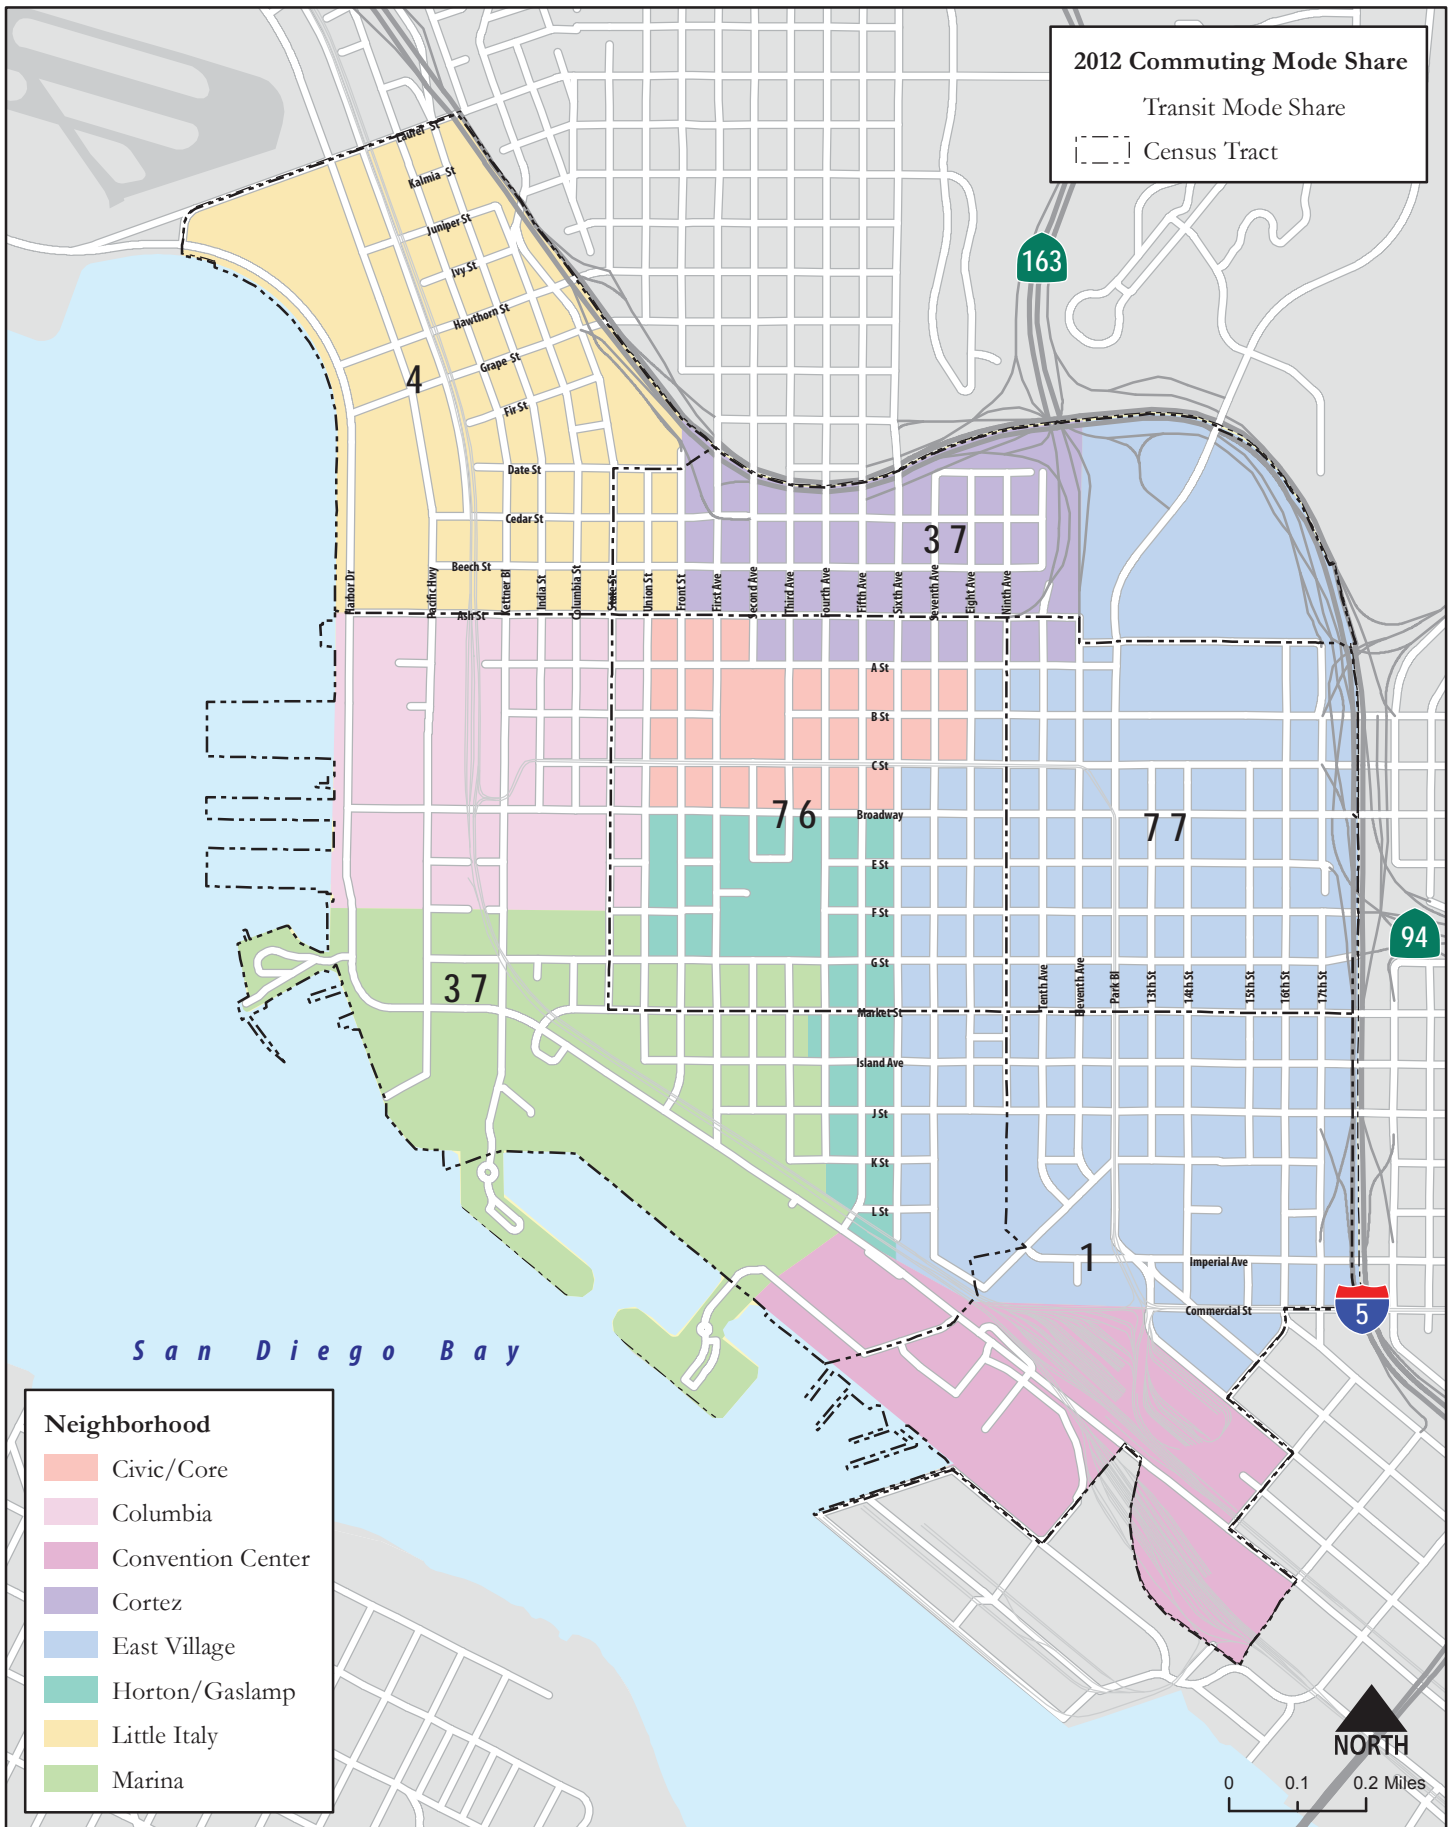 2012 Commuting Mode Share
Transit Mode Share
Census Tract
Laurel St
Kalmia St
Juniper St
Ivy St
Hawthorn St
Grape St
Fir St
4
163
Date St
Cedar St
Beech St
Ash St
37
Harbor Dr
Pacific Hwy
Kettner Bl
India St
Columbia St
State St
Union St
Front St
First Ave
Second Ave
Third Ave
Fourth Ave
Fifth Ave
Sixth Ave
Seventh Ave
Eight Ave
Ninth Ave
A St
B St
C St
Broadway
76
77
E St
F St
94
G St
37
Tenth Ave
Eleventh Ave
Park Bl
13th St
14th St
15th St
16th St
17th St
Market St
Island Ave
J St
K St
L St
1
Imperial Ave
Commercial St
5
San Diego Bay
Neighborhood
Civic/Core
Columbia
Convention Center
Cortez
East Village
Horton/Gaslamp
Little Italy
Marina
NORTH
0 0.1 0.2 Miles